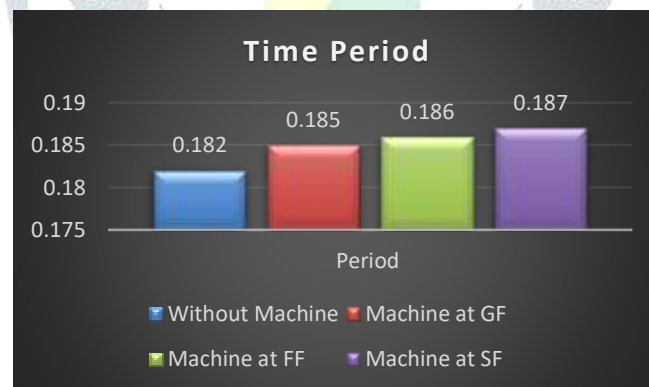 Time Period
0.19
0.185
0.18
0.175
0.182
0.185
0.186
0.187
Period
Without Machine
Machine at GF
Machine at FF
Machine at SF